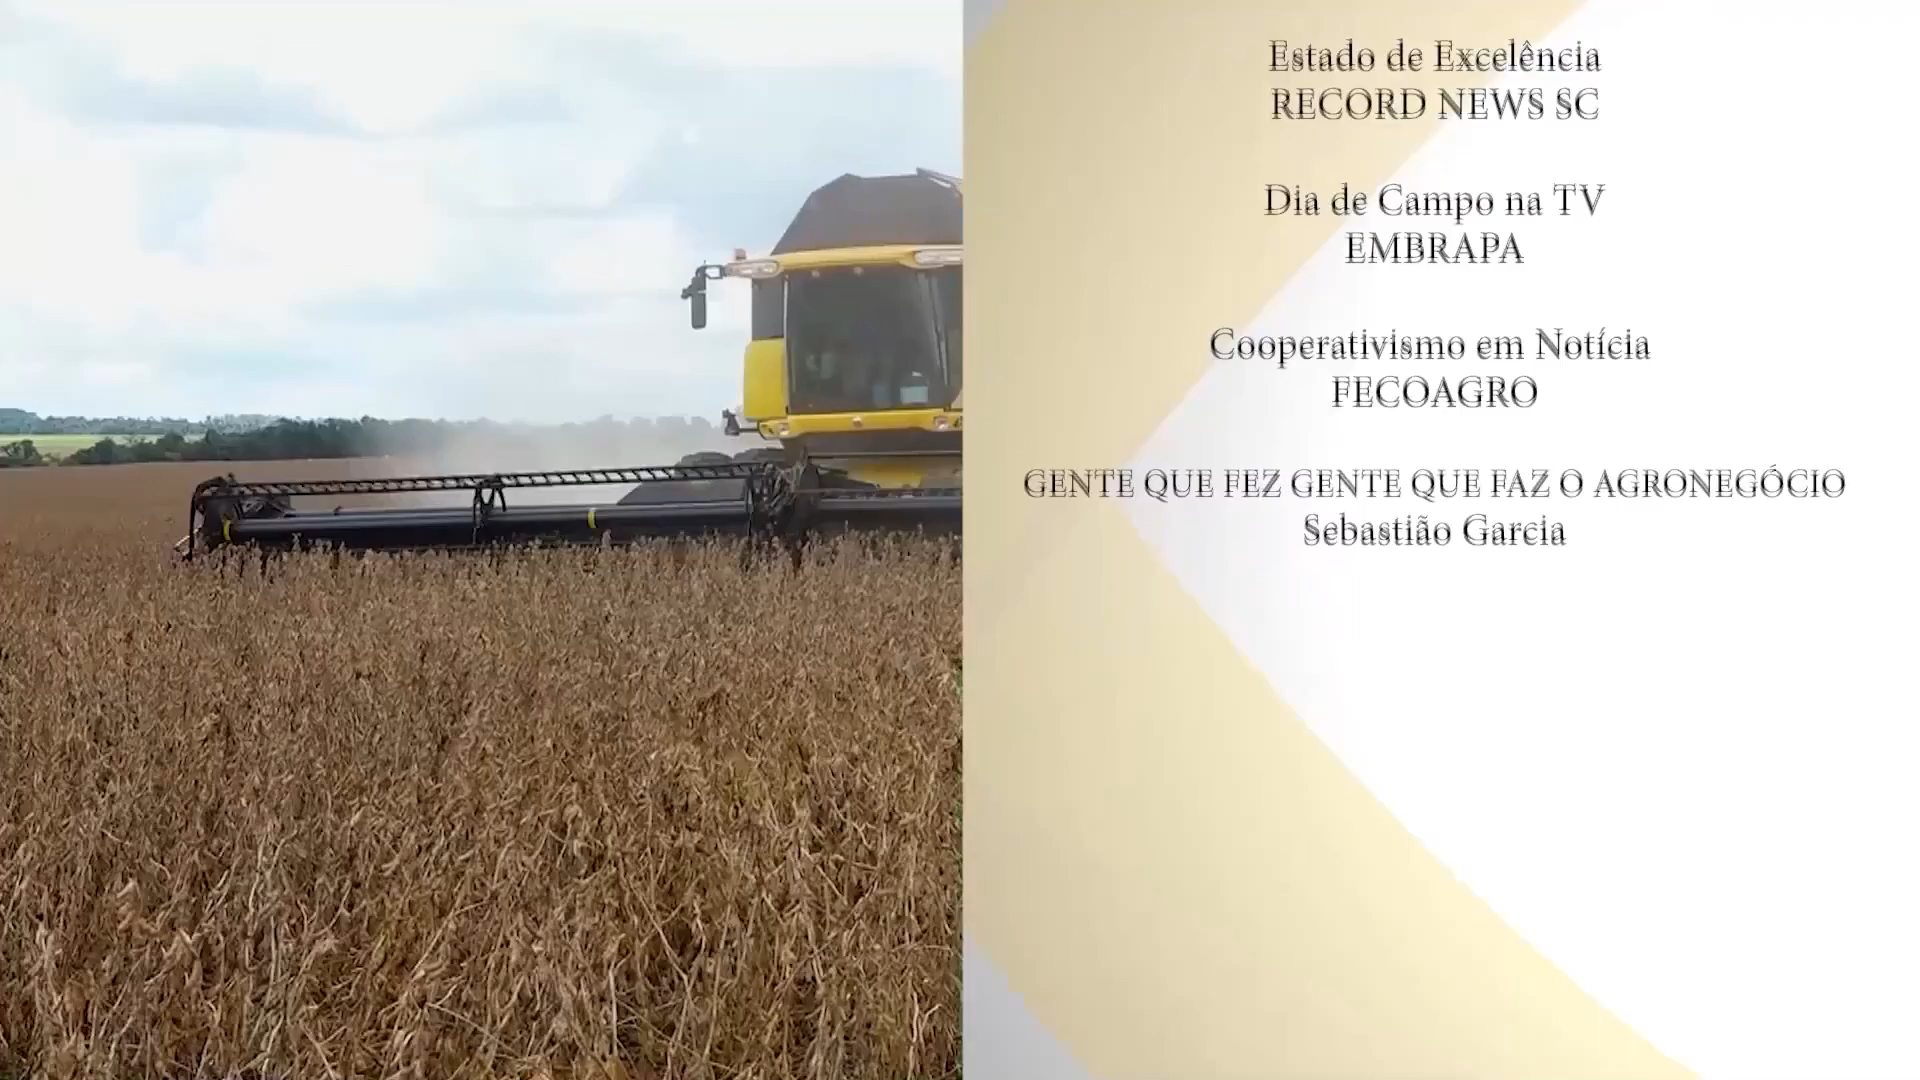 Estado de Excelência
RECORD NEWS SC
Dia de Campo na TV
EMBRAPA
Cooperativismo em Notícia
FECOAGRO
GENTE QUE FEZ GENTE QUE FAZ O AGRONEGÓCIO
Sebastião Garcia